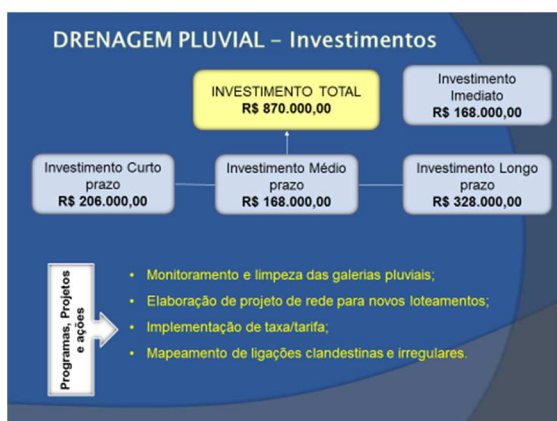 DRENAGEM PLUVIAL – Investimentos
INVESTIMENTO TOTAL
R$ 870.000,00
Investimento
Imediato
R$ 168.000,00
Investimento Curto
prazo
R$ 206.000,00
Investimento Médio
prazo
R$ 168.000,00
Investimento Longo
prazo
R$ 328.000,00
Programas, Projetos
e ações
• Monitoramento e limpeza das galerias pluviais;
• Elaboração de projeto de rede para novos loteamentos;
• Implementação de taxa/tarifa;
• Mapeamento de ligações clandestinas e irregulares.